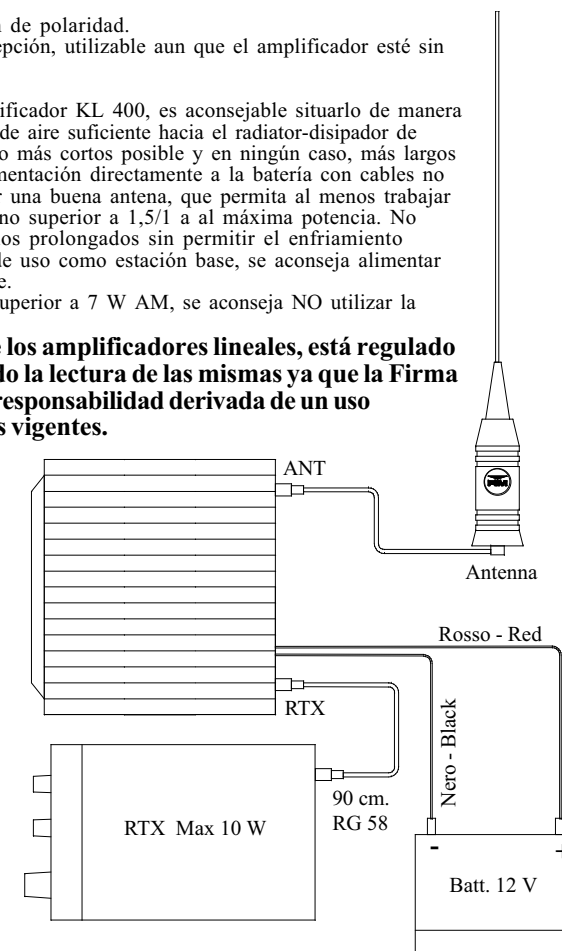 n de polaridad.
epción, utilizable aun que el amplificador esté sin
ificador KL 400, es aconsejable situarlo de manera
de aire suficiente hacia el radiator-disipador de
o más cortos posible y en ningún caso, más largos
mentación directamente a la batería con cables no
r una buena antena, que permita al menos trabajar
no superior a 1,5/1 a al máxima potencia. No
os prolongados sin permitir el enfriamiento
de uso como estación base, se aconseja alimentar
e.
superior a 7 W AM, se aconseja NO utilizar la
e los amplificadores lineales, está regulado
do la lectura de las mismas ya que la Firma
responsabilidad derivada de un uso
s vigentes.
ANT
Antenna
Rosso - Red
RTX
Nero - Black
90 cm.
RG 58
RTX Max 10 W
- +
Batt. 12 V